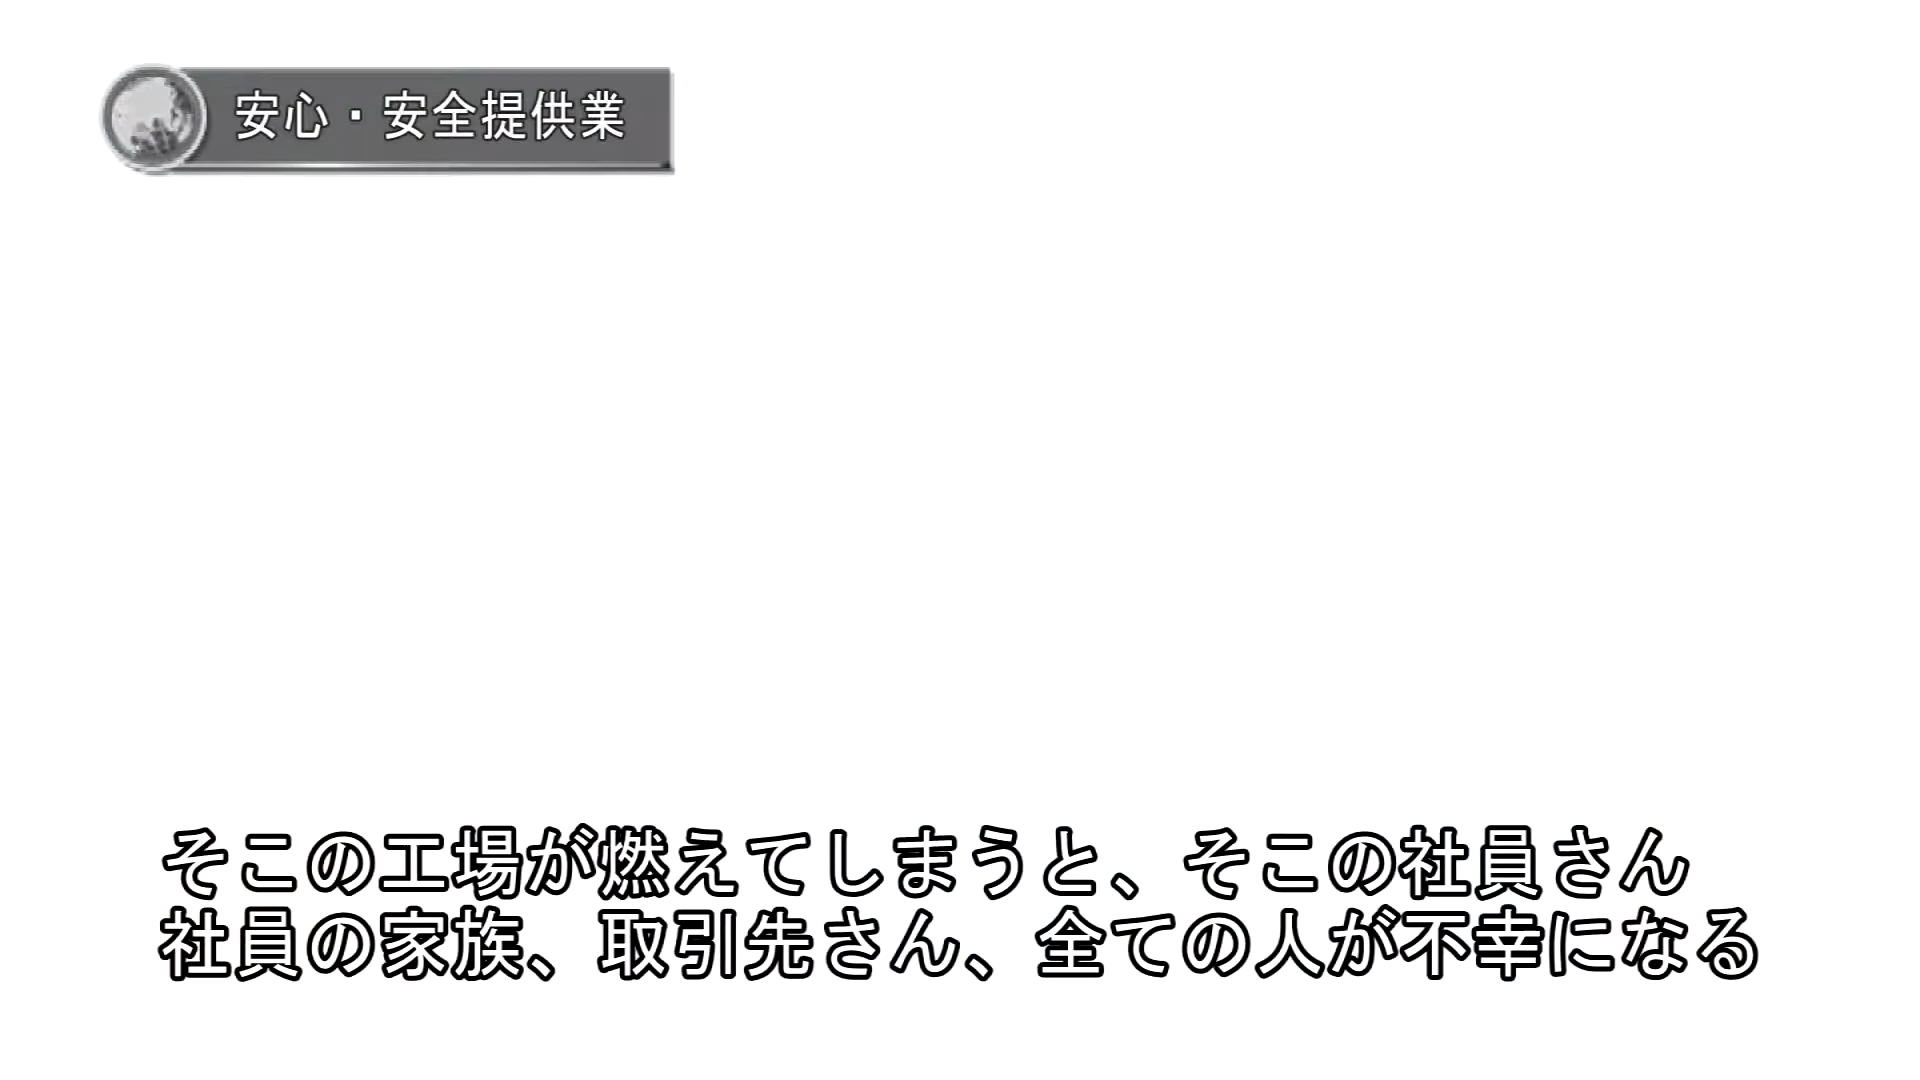 安心・安全提供業
そこの工場が燃えてしまうと、そこの社員さん
社員の家族、取引先さん、全ての人が不幸になる